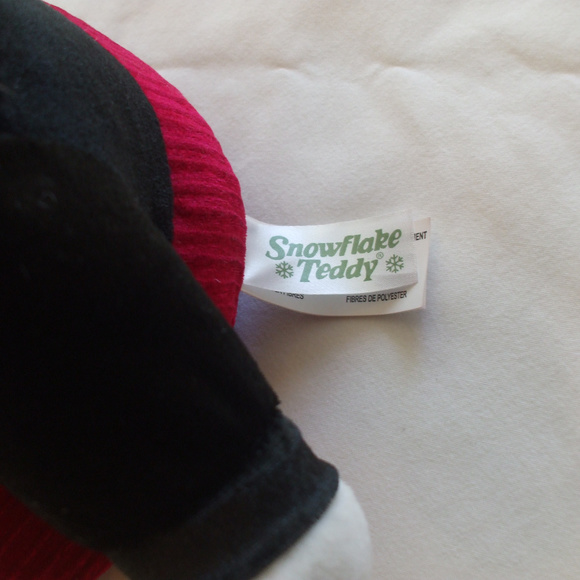 Snowflake
Teddy®
FIBRES DE POLYESTER